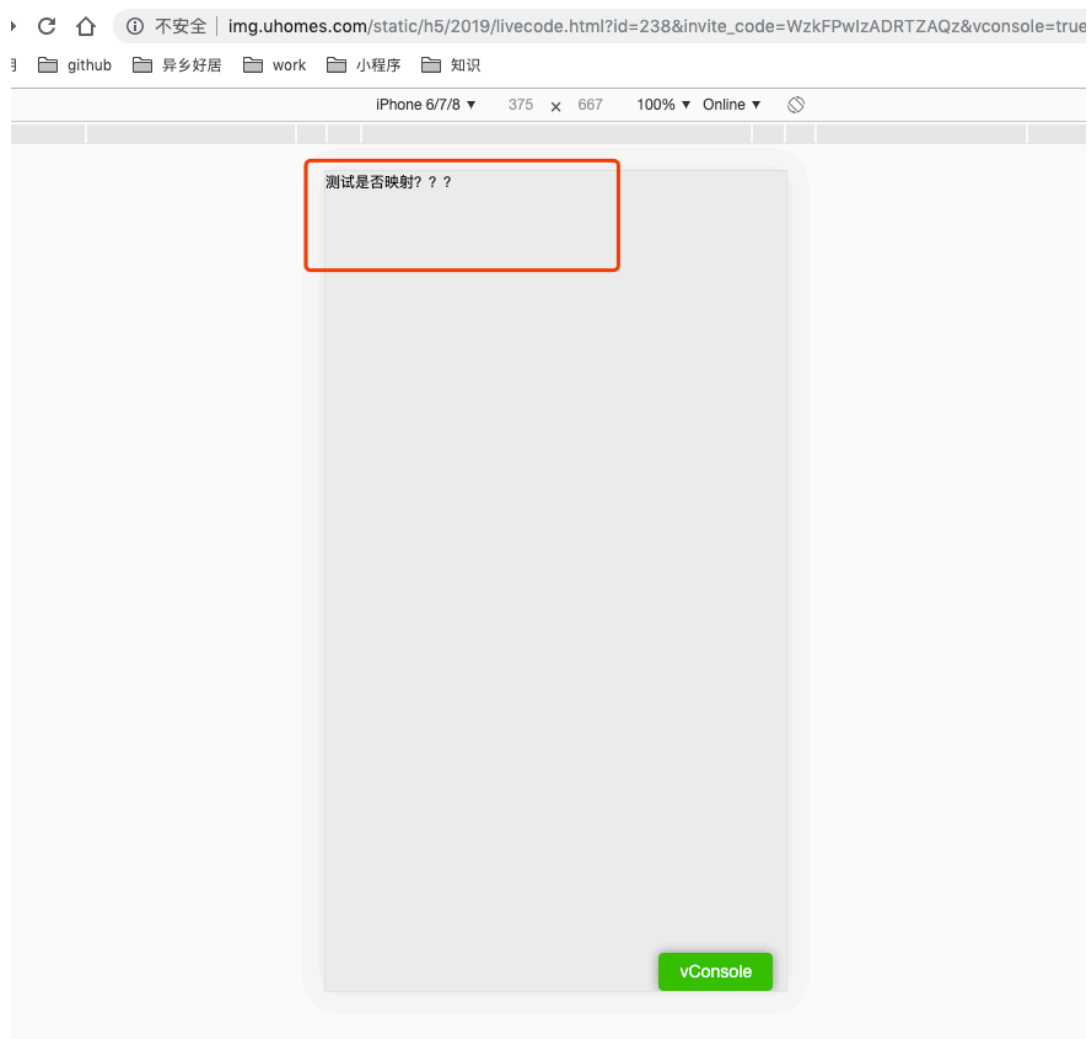 不安全 img.uhomes.com/static/h5/2019/livecode.html?id=238&invite_code=WzkFPwIzADRTZAQz&vconsole=true
github 异乡好居 work 小程序 知识
iPhone 6/7/8 ▼ 375 × 667 100% ▼ Online ▼
测试是否映射？？？
vConsole